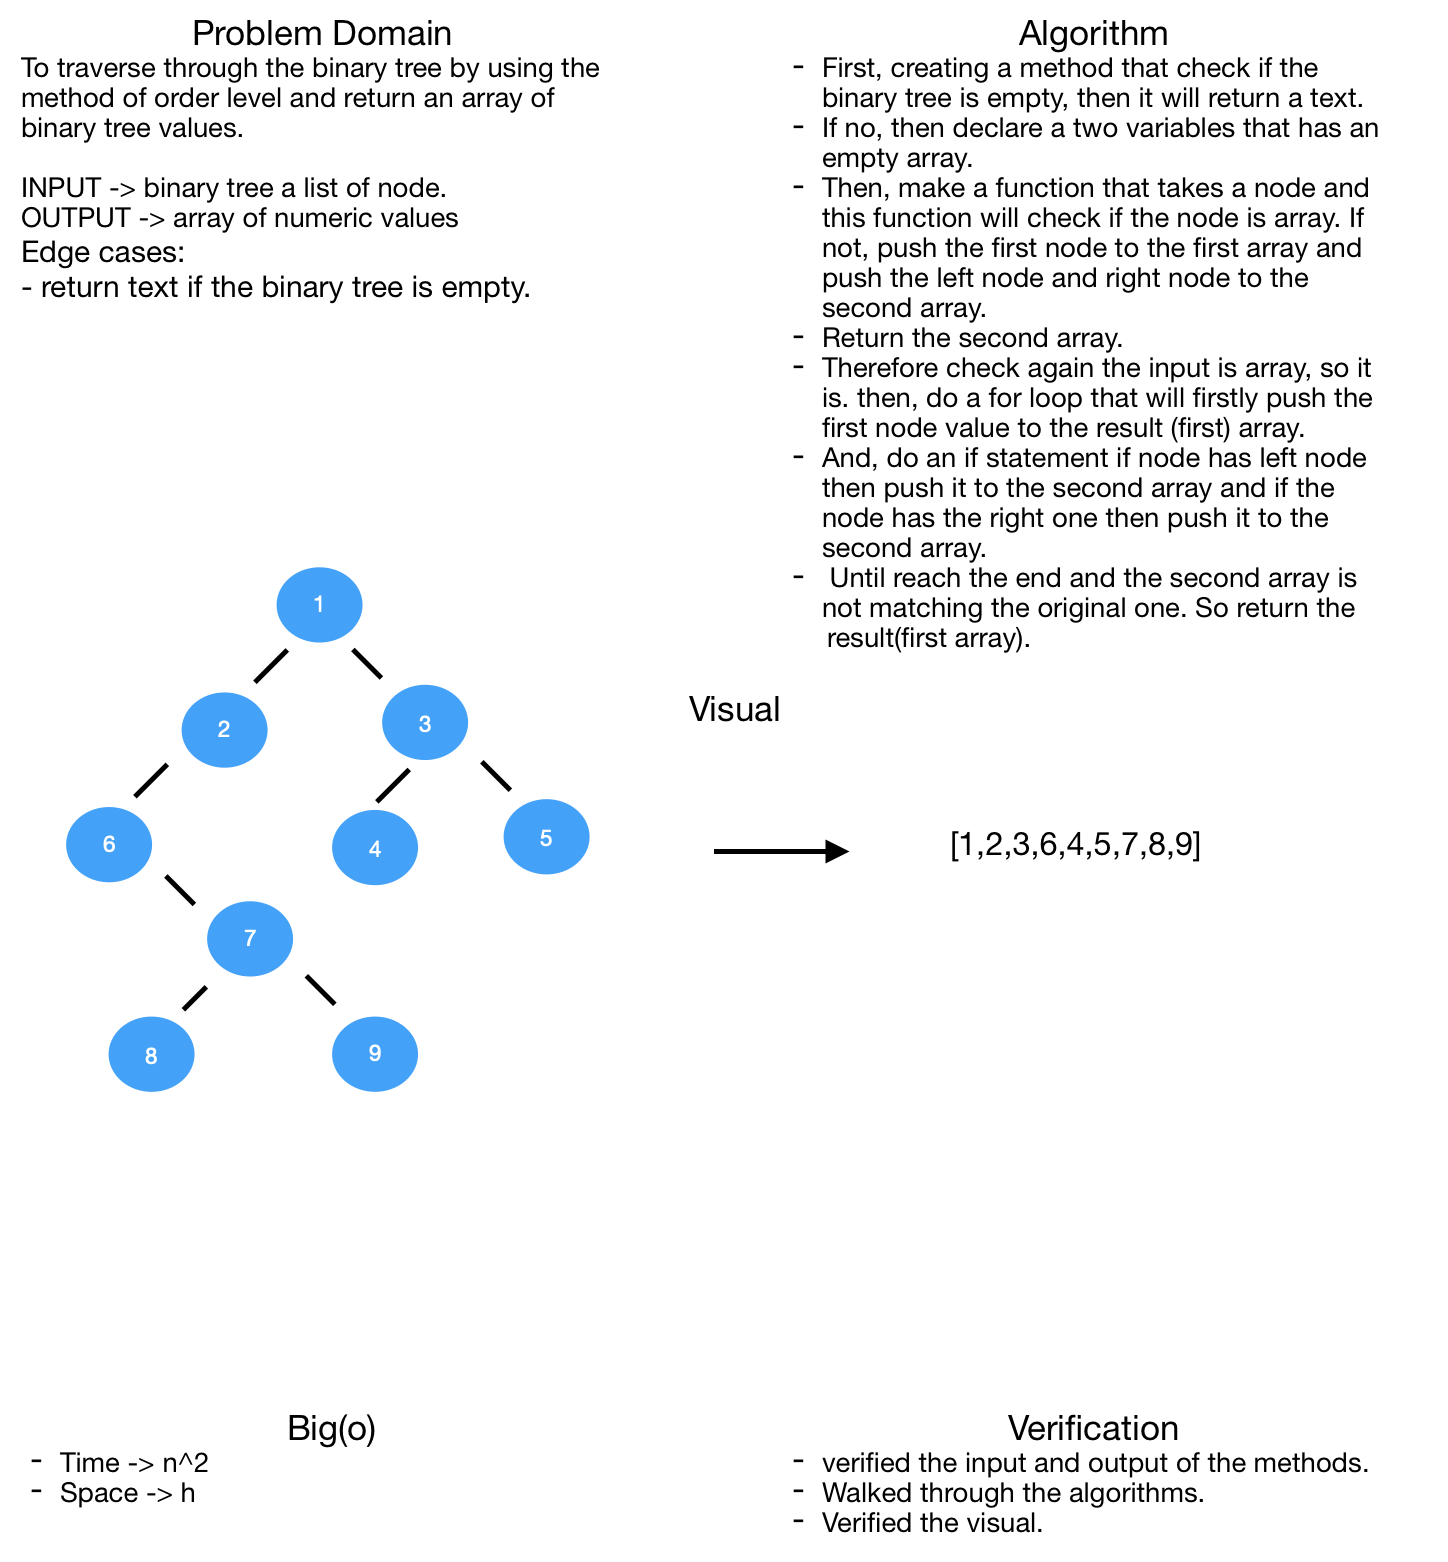 Problem Domain
To traverse through the binary tree by using the
method of order level and return an array of
binary tree values.
INPUT -> binary tree a list of node.
OUTPUT -> array of numeric values
Edge cases:
- return text if the binary tree is empty.
Algorithm
- First, creating a method that check if the
binary tree is empty, then it will return a text.
- If no, then declare a two variables that has an
empty array.
- Then, make a function that takes a node and
this function will check if the node is array. If
not, push the first node to the first array and
push the left node and right node to the
second array.
- Return the second array.
- Therefore check again the input is array, so it
is. then, do a for loop that will firstly push the
first node value to the result (first) array.
- And, do an if statement if node has left node
then push it to the second array and if the
node has the right one then push it to the
second array.
- Until reach the end and the second array is
not matching the original one. So return the
result(first array).
Visual
1
2
3
6
4
5
7
8
9
[1,2,3,6,4,5,7,8,9]
Big(o)
- Time -> n^2
- Space -> h
Verification
- verified the input and output of the methods.
- Walked through the algorithms.
- Verified the visual.